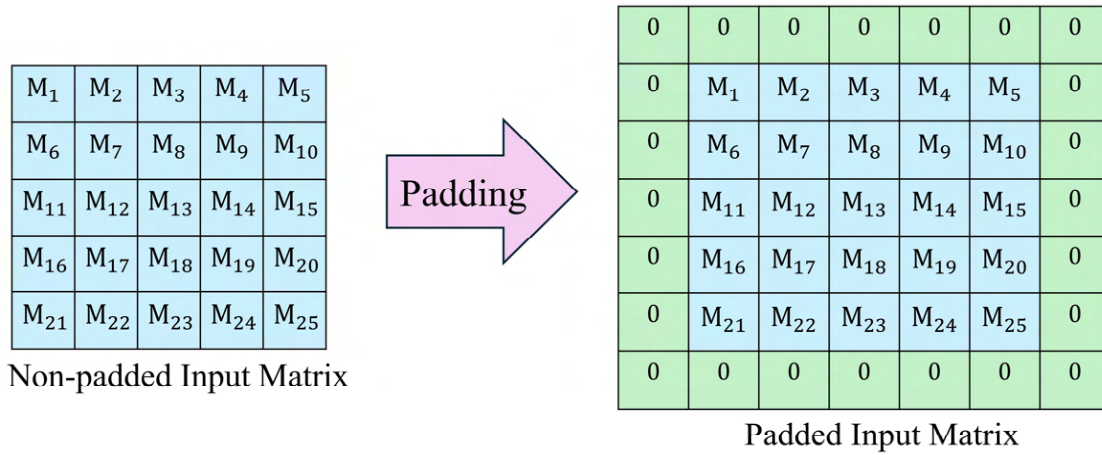 M₁ M₂ M₃ M₄ M₅
M₆ M₇ M₈ M₉ M₁₀
M₁₁ M₁₂ M₁₃ M₁₄ M₁₅
M₁₆ M₁₇ M₁₈ M₁₉ M₂₀
M₂₁ M₂₂ M₂₃ M₂₄ M₂₅
Non-padded Input Matrix
Padding
0 0 0 0 0 0 0
0 M₁ M₂ M₃ M₄ M₅ 0
0 M₆ M₇ M₈ M₉ M₁₀ 0
0 M₁₁ M₁₂ M₁₃ M₁₄ M₁₅ 0
0 M₁₆ M₁₇ M₁₈ M₁₉ M₂₀ 0
0 M₂₁ M₂₂ M₂₃ M₂₄ M₂₅ 0
0 0 0 0 0 0 0
Padded Input Matrix